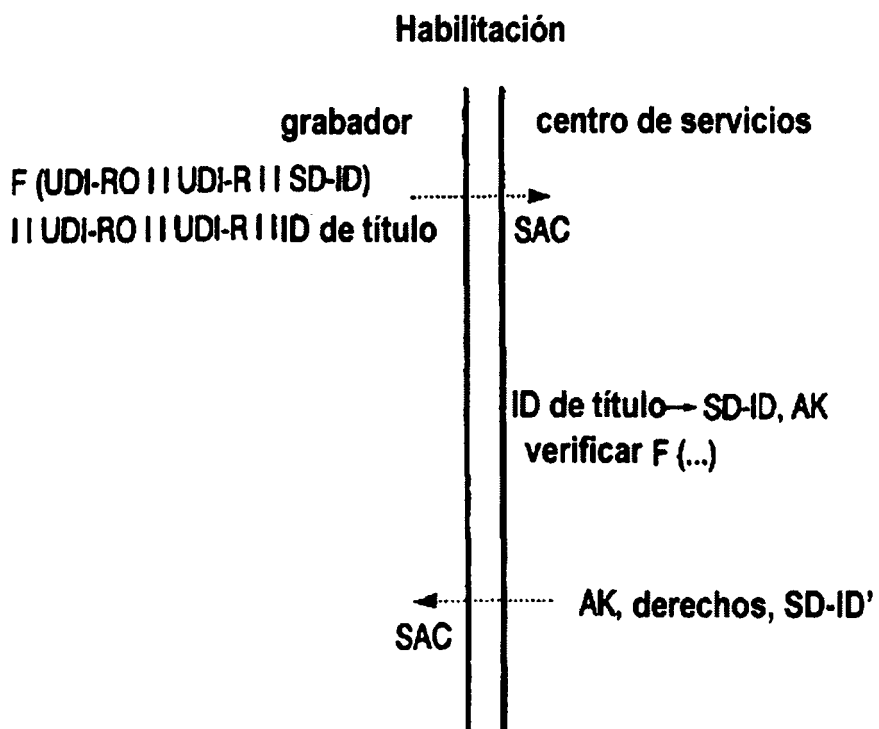 Habilitación
grabador
centro de servicios
F (UDI-RO I I UDI-R I I SD-ID)
I I UDI-RO I I UDI-R I I ID de título
SAC
ID de título → SD-ID, AK
verificar F (...)
AK, derechos, SD-ID'
SAC